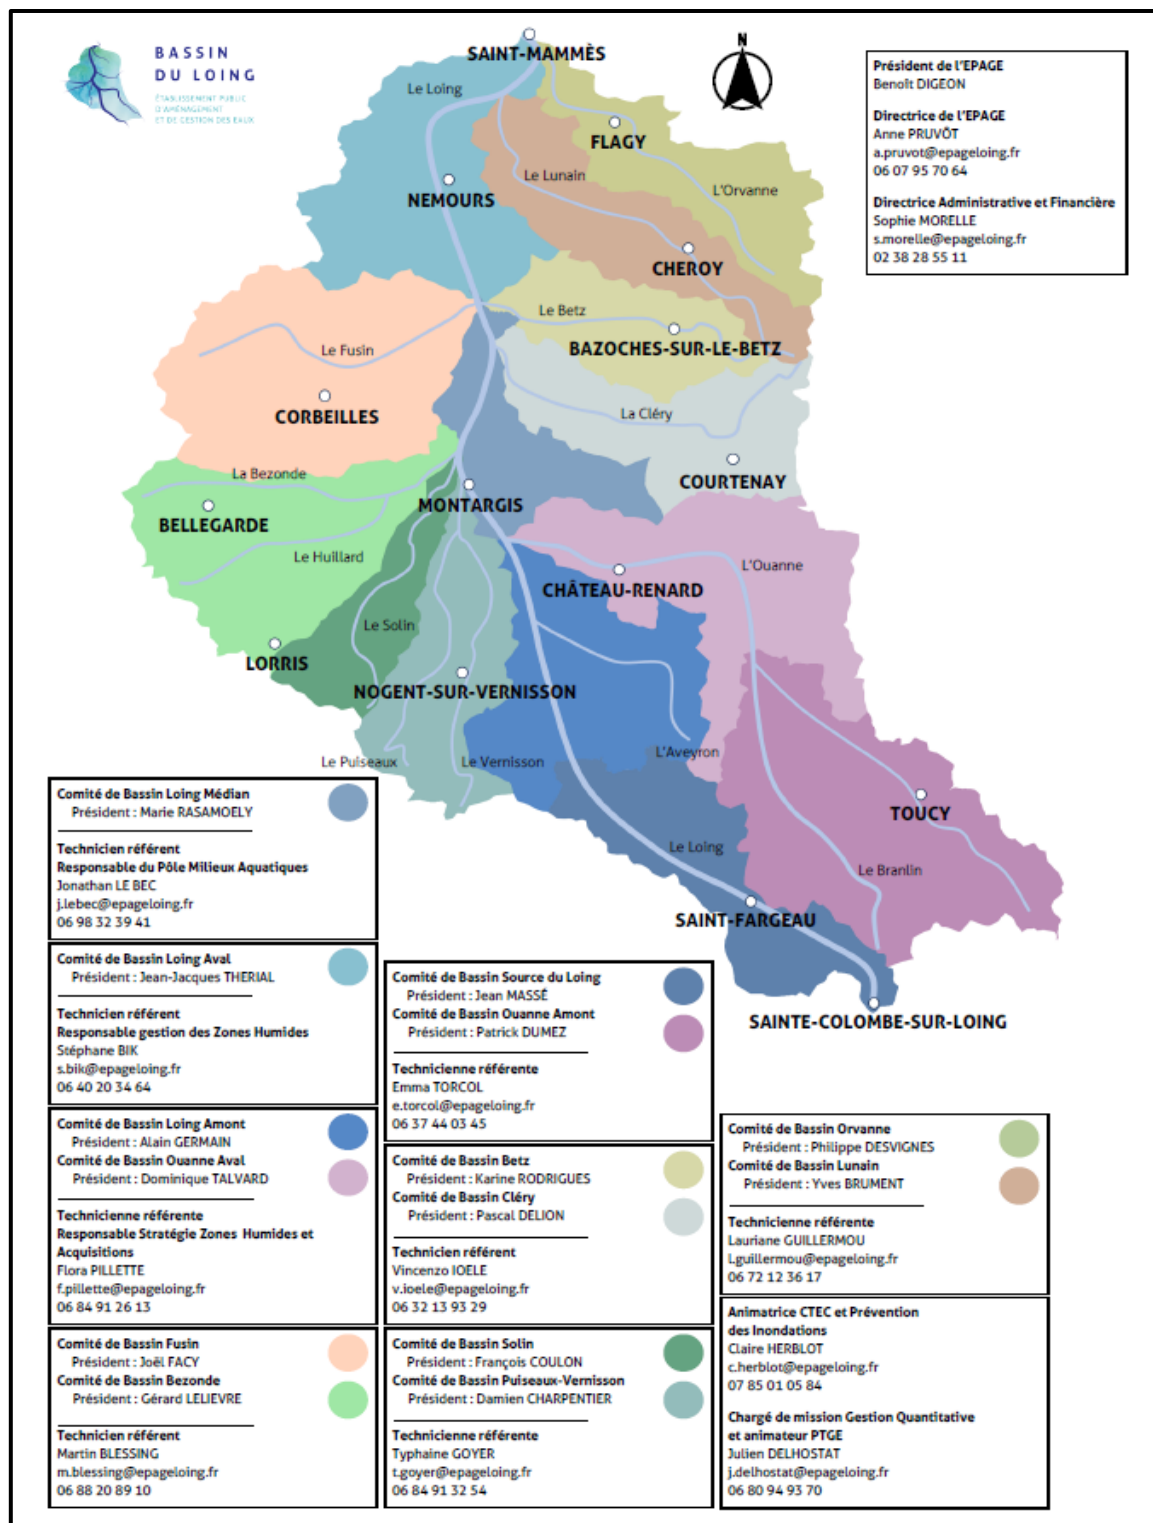 BASSIN
DU LOING
ÉTABLISSEMENT PUBLIC
D'AMÉNAGEMENT
ET DE GESTION DES EAUX
N
Président de l'EPAGE
Benoît DIGEON
Directrice de l'EPAGE
Anne PRUVÔT
a.pruvot@epageloing.fr
06 07 95 70 64
Directrice Administrative et Financière
Sophie MORELLE
s.morelle@epageloing.fr
02 38 28 55 11
SAINT-MAMMÈS
Le Loing
FLAGY
Le Lunain
L'Orvanne
NEMOURS
CHEROY
Le Betz
Le Fusin
BAZOCHES-SUR-LE-BETZ
CORBEILLES
La Cléry
La Bezonde
COURTENAY
MONTARGIS
BELLEGARDE
Le Huillard
L'Ouanne
CHÂTEAU-RENARD
Le Solin
LORRIS
NOGENT-SUR-VERNISSON
L'Aveyron
Le Puiseaux
Le Vernisson
TOUCY
Le Loing
Le Branlin
SAINT-FARGEAU
SAINTE-COLOMBE-SUR-LOING
Comité de Bassin Loing Médian
Président : Marie RASAMOELY
Technicien référent
Responsable du Pôle Milieux Aquatiques
Jonathan LE BEC
j.lebec@epageloing.fr
06 98 32 39 41
Comité de Bassin Loing Aval
Président : Jean-Jacques THERIAL
Technicien référent
Responsable gestion des Zones Humides
Stéphane BIK
s.bik@epageloing.fr
06 40 20 34 64
Comité de Bassin Loing Amont
Président : Alain GERMAIN
Comité de Bassin Ouanne Aval
Président : Dominique TALVARD
Technicienne référente
Responsable Stratégie Zones Humides et
Acquisitions
Flora PILLETTE
f.pillette@epageloing.fr
06 84 91 26 13
Comité de Bassin Fusin
Président : Joël FACY
Comité de Bassin Bezonde
Président : Gérard LELIEVRE
Technicien référent
Martin BLESSING
m.blessing@epageloing.fr
06 88 20 89 10
Comité de Bassin Source du Loing
Président : Jean MASSÉ
Comité de Bassin Ouanne Amont
Président : Patrick DUMEZ
Technicienne référente
Emma TORCOL
e.torcol@epageloing.fr
06 37 44 03 45
Comité de Bassin Betz
Président : Karine RODRIGUES
Comité de Bassin Cléry
Président : Pascal DELION
Technicien référent
Vincenzo IOELE
v.ioele@epageloing.fr
06 32 13 93 29
Comité de Bassin Solin
Président : François COULON
Comité de Bassin Puiseaux-Vernisson
Président : Damien CHARPENTIER
Technicienne référente
Typhaine GOYER
t.goyer@epageloing.fr
06 84 91 32 54
Comité de Bassin Orvanne
Président : Philippe DESVIGNES
Comité de Bassin Lunain
Président : Yves BRUMENT
Technicienne référente
Lauriane GUILLERMOU
l.guillermou@epageloing.fr
06 72 12 36 17
Animatrice CTEC et Prévention
des Inondations
Claire HERBLOT
c.herblot@epageloing.fr
07 85 01 05 84
Chargé de mission Gestion Quantitative
et animateur PTGE
Julien DELHOSTAT
j.delhostat@epageloing.fr
06 80 94 93 70